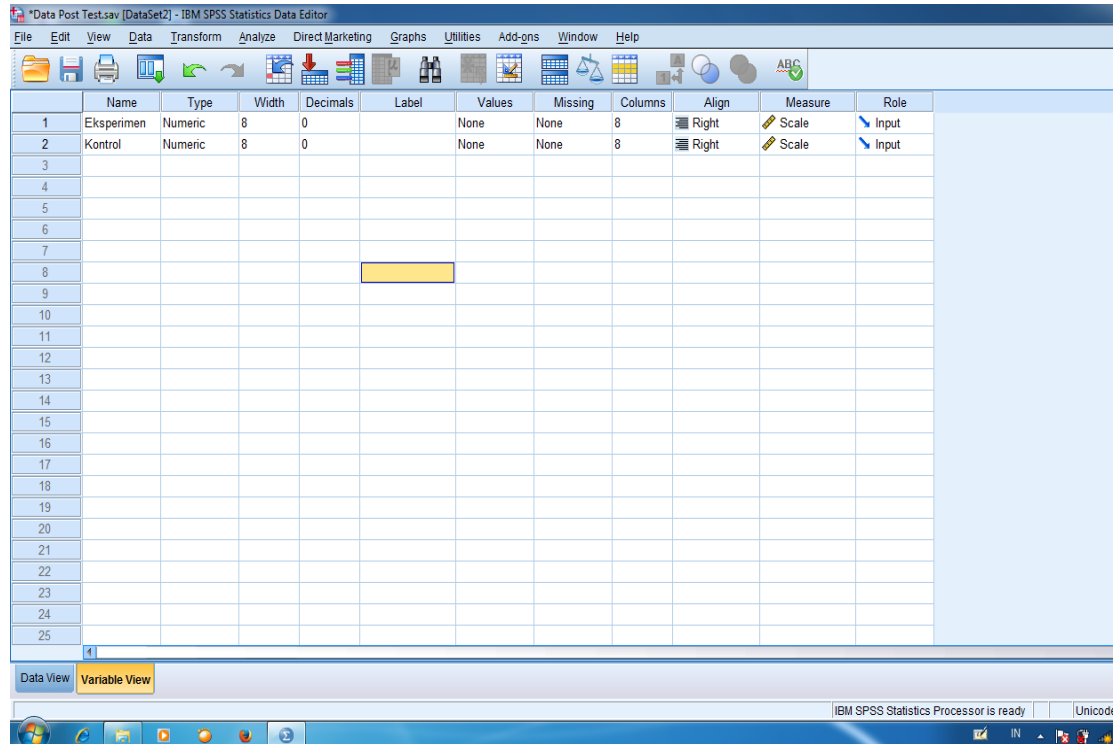 *Data Post Test.sav [DataSet2] - IBM SPSS Statistics Data Editor
File Edit View Data Transform Analyze Direct Marketing Graphs Utilities Add-ons Window Help
Name Type Width Decimals Label Values Missing Columns Align Measure Role
1 Eksperimen Numeric 8 0 None None 8 Right Scale Input
2 Kontrol Numeric 8 0 None None 8 Right Scale Input
3
4
5
6
7
8
9
10
11
12
13
14
15
16
17
18
19
20
21
22
23
24
25
Data View Variable View
IBM SPSS Statistics Processor is ready Unicode
IN